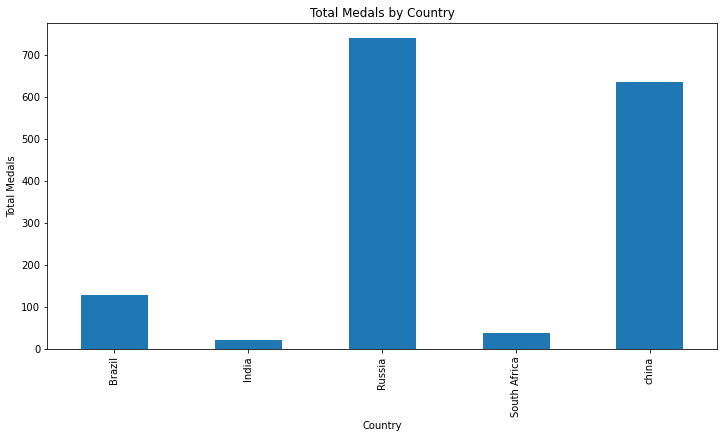 Total Medals by Country
Total Medals
700
600
500
400
300
200
100
0
Brazil
India
Russia
South Africa
china
Country